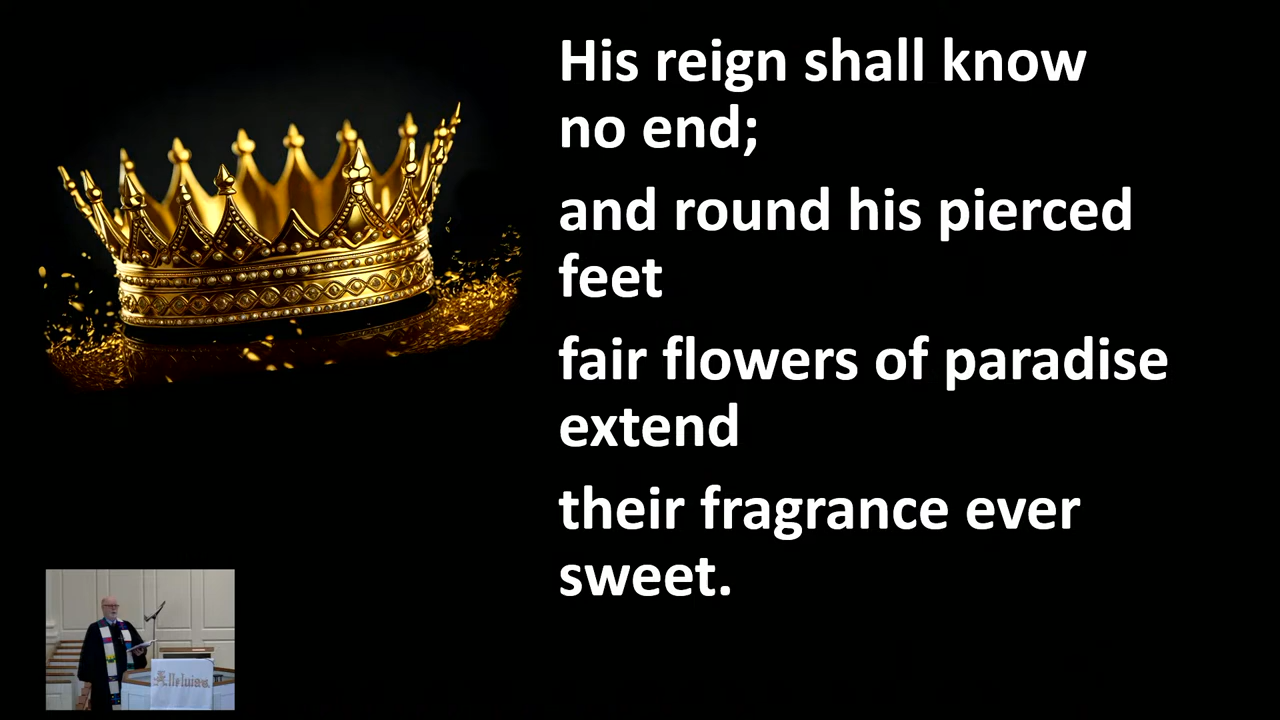 His reign shall know
no end;
and round his pierced
feet
fair flowers of paradise
extend
their fragrance ever
sweet.
Alleluias